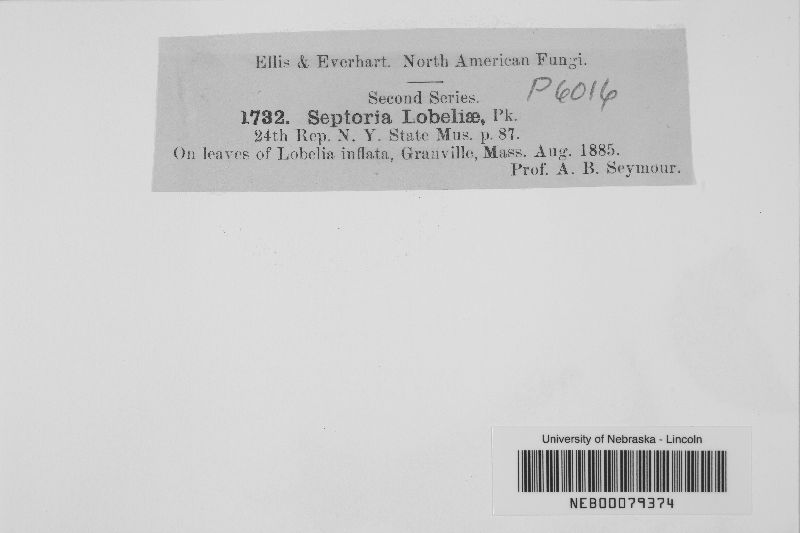 Ellis & Everhart. North American Fungi.
P6016
Second Series.
1732. Septoria Lobeliæ, Pk.
24th Rep. N. Y. State Mus. p. 87.
On leaves of Lobelia inflata, Granville, Mass. Aug. 1885.
Prof. A. B. Seymour.
University of Nebraska - Lincoln
NEB00079374